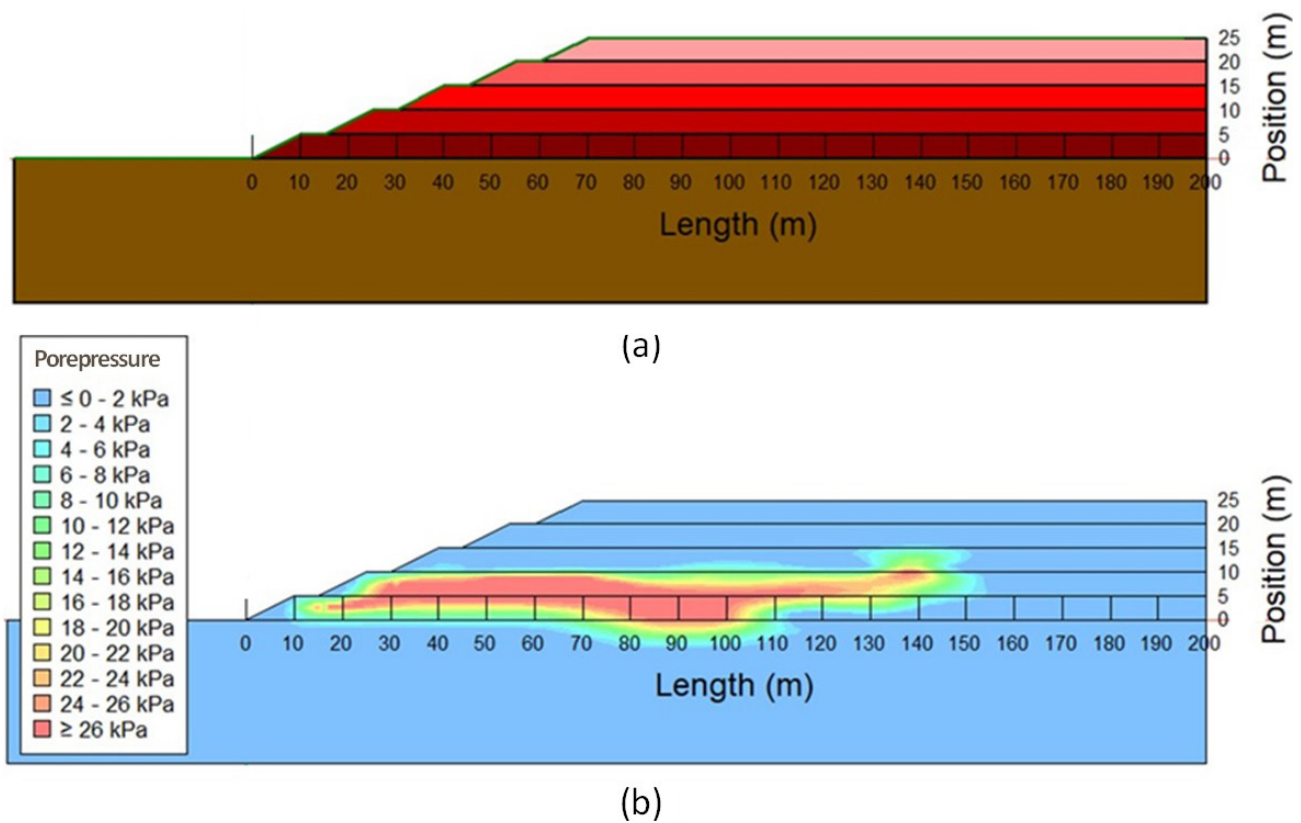 25
20
15
10
5
0
Position (m)
0 10 20 30 40 50 60 70 80 90 100 110 120 130 140 150 160 170 180 190 200
Length (m)
(a)
Porepressure
≤ 0 - 2 kPa
2 - 4 kPa
4 - 6 kPa
6 - 8 kPa
8 - 10 kPa
10 - 12 kPa
12 - 14 kPa
14 - 16 kPa
16 - 18 kPa
18 - 20 kPa
20 - 22 kPa
22 - 24 kPa
24 - 26 kPa
≥ 26 kPa
25
20
15
10
5
0
Position (m)
0 10 20 30 40 50 60 70 80 90 100 110 120 130 140 150 160 170 180 190 200
Length (m)
(b)